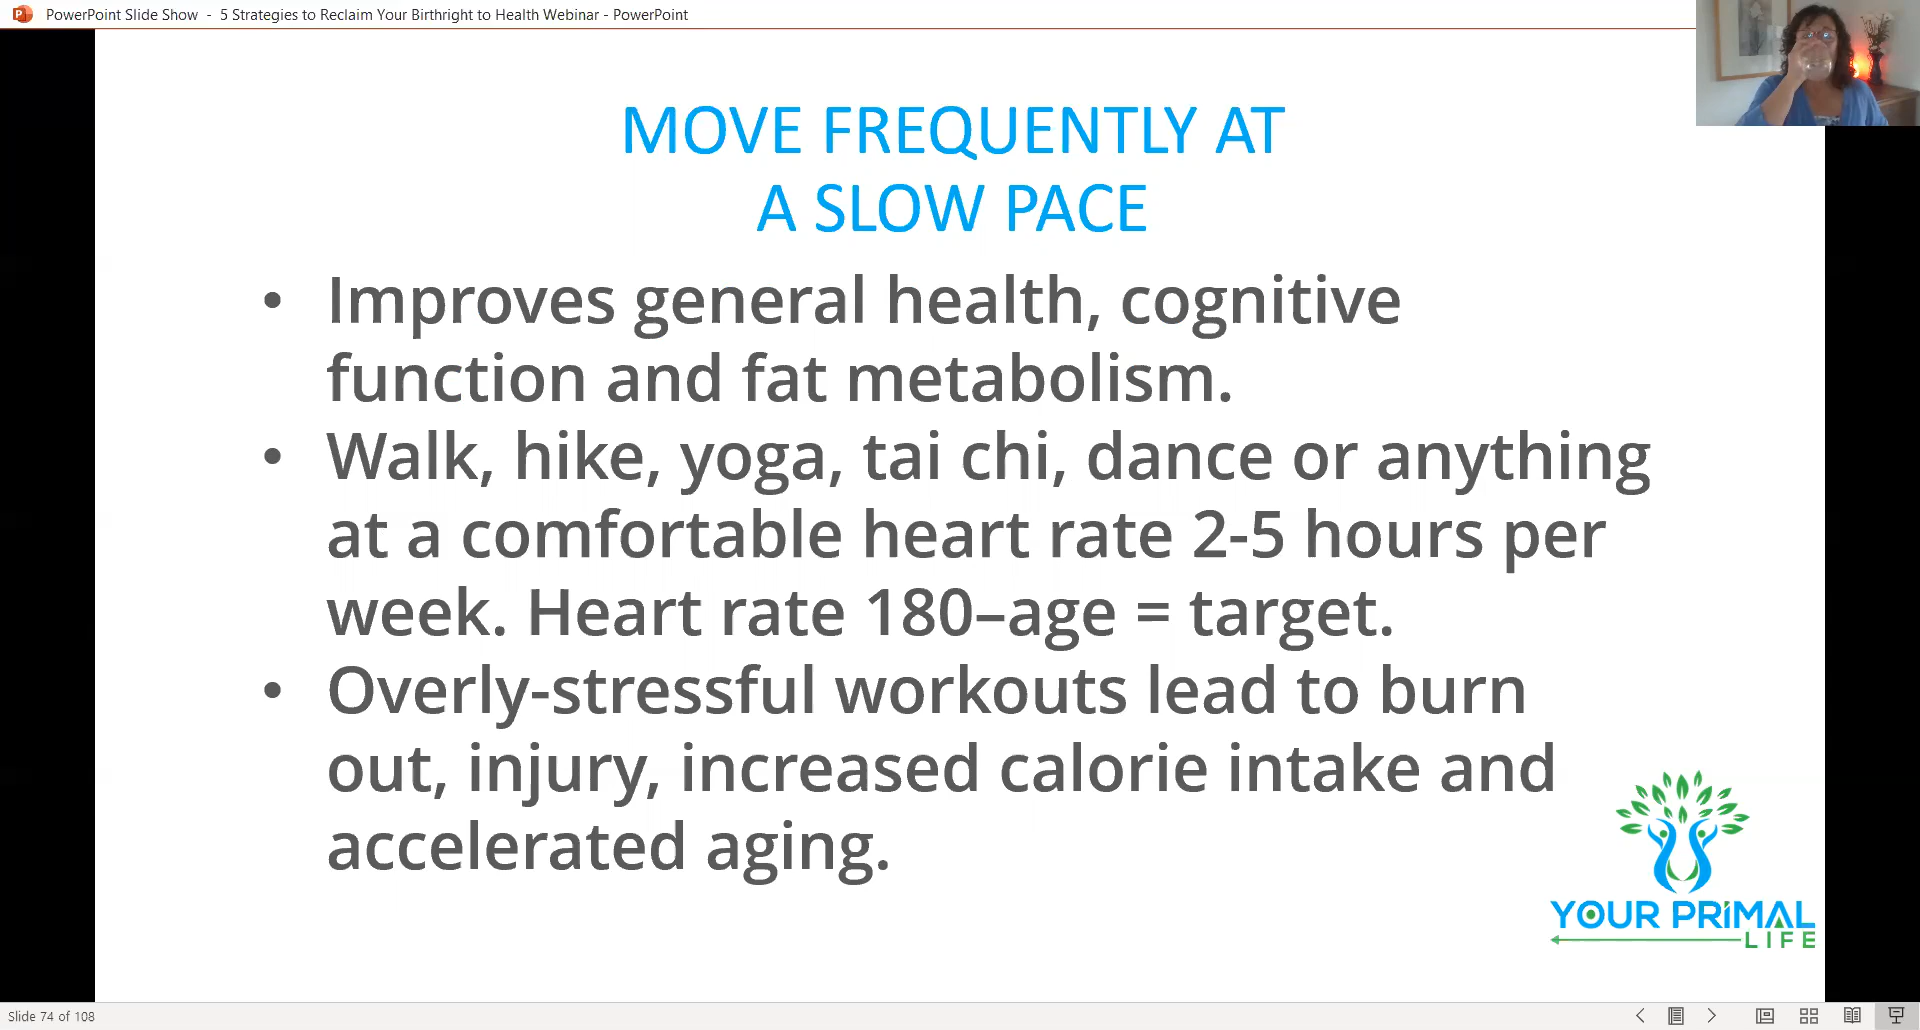 PowerPoint Slide Show - 5 Strategies to Reclaim Your Birthright to Health Webinar - PowerPoint
MOVE FREQUENTLY AT
A SLOW PACE
• Improves general health, cognitive
function and fat metabolism.
• Walk, hike, yoga, tai chi, dance or anything
at a comfortable heart rate 2-5 hours per
week. Heart rate 180–age = target.
• Overly-stressful workouts lead to burn
out, injury, increased calorie intake and
accelerated aging.
YOUR PRIMAL
LIFE
Slide 74 of 108